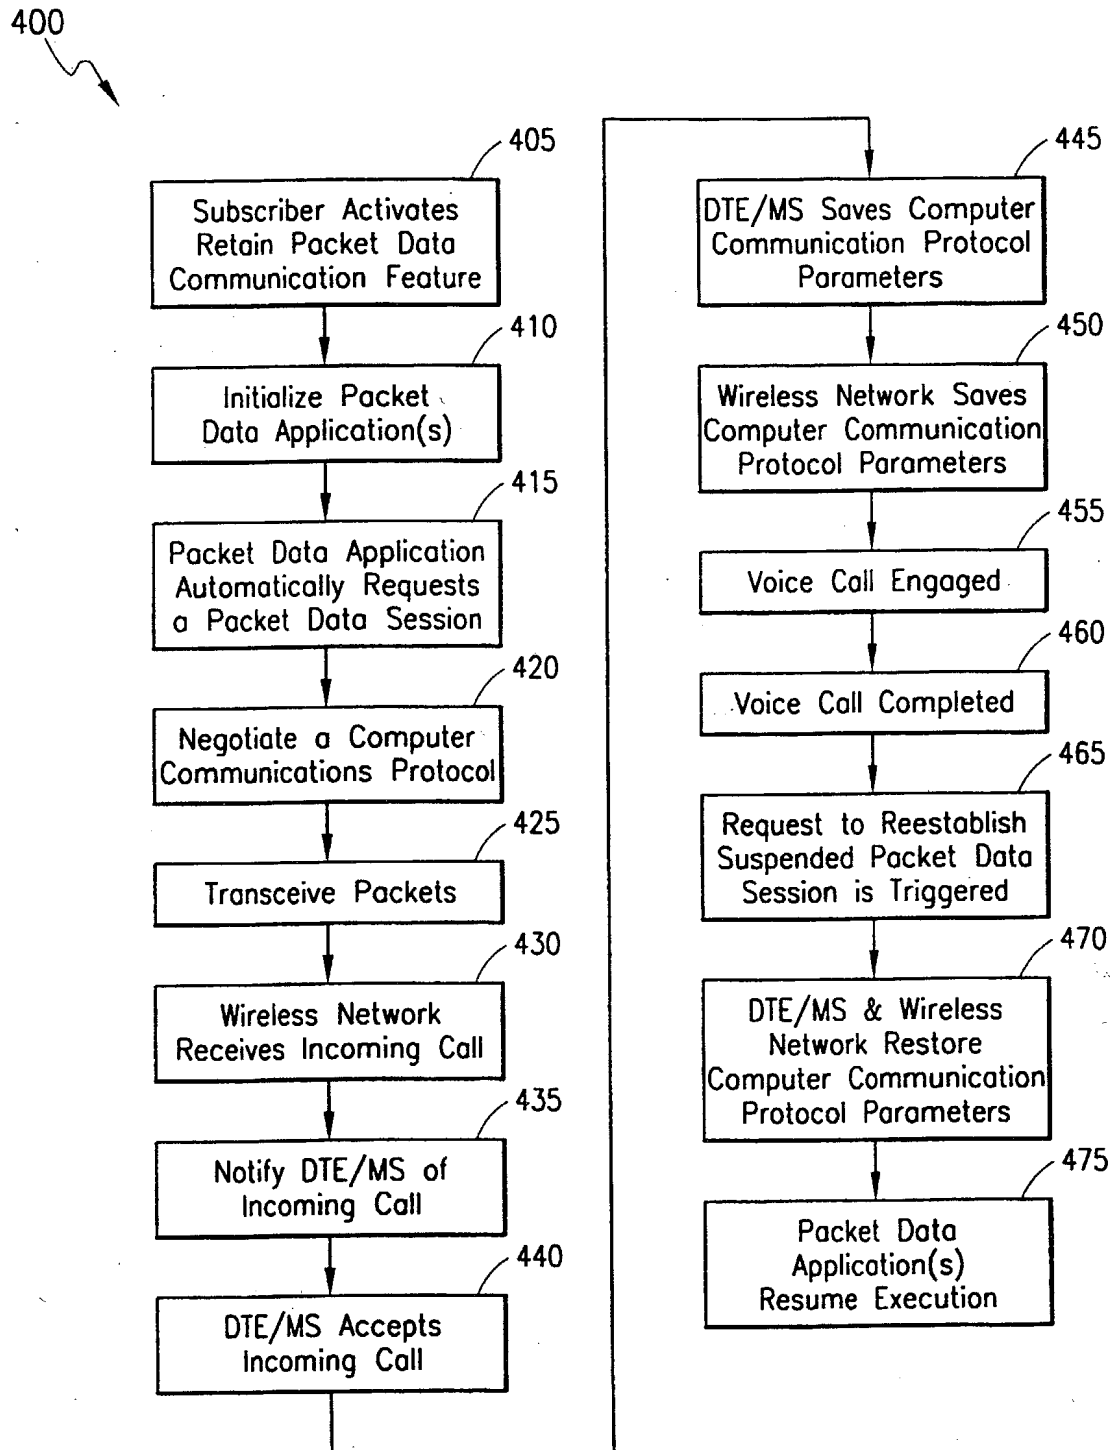 400
405
Subscriber Activates
Retain Packet Data
Communication Feature
410
Initialize Packet
Data Application(s)
415
Packet Data Application
Automatically Requests
a Packet Data Session
420
Negotiate a Computer
Communications Protocol
425
Transceive Packets
430
Wireless Network
Receives Incoming Call
435
Notify DTE/MS of
Incoming Call
440
DTE/MS Accepts
Incoming Call
445
DTE/MS Saves Computer
Communication Protocol
Parameters
450
Wireless Network Saves
Computer Communication
Protocol Parameters
455
Voice Call Engaged
460
Voice Call Completed
465
Request to Reestablish
Suspended Packet Data
Session is Triggered
470
DTE/MS & Wireless
Network Restore
Computer Communication
Protocol Parameters
475
Packet Data
Application(s)
Resume Execution